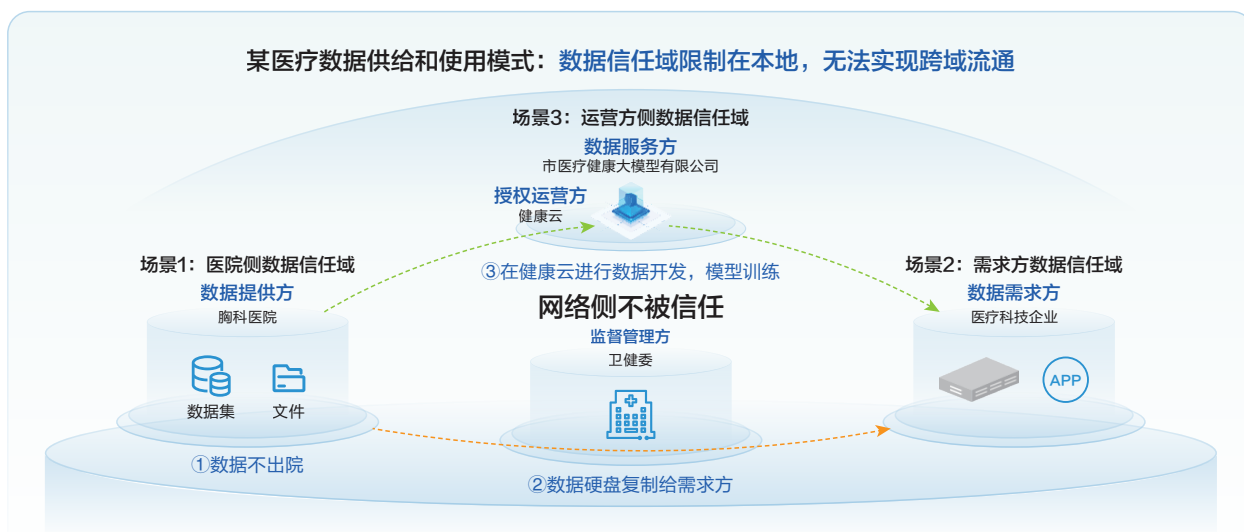 某医疗数据供给和使用模式：数据信任域限制在本地，无法实现跨域流通
场景3：运营方侧数据信任域
数据服务方
市医疗健康大模型有限公司
授权运营方
健康云
③在健康云进行数据开发，模型训练
场景1：医院侧数据信任域
数据提供方
胸科医院
数据集
文件
①数据不出院
网络侧不被信任
监督管理方
卫健委
②数据硬盘复制给需求方
场景2：需求方数据信任域
数据需求方
医疗科技企业
APP